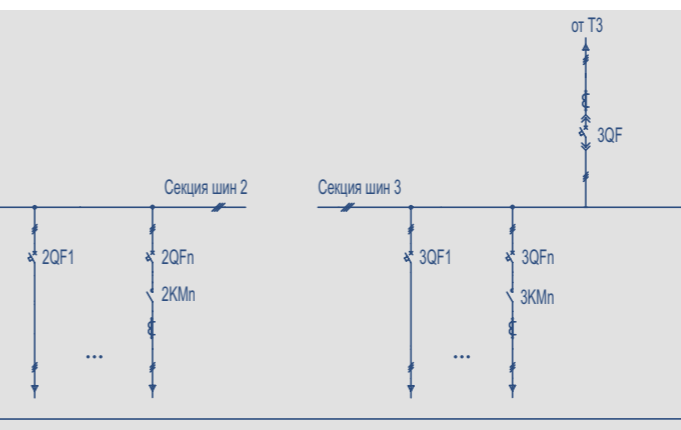 от Т3
3QF
Секция шин 2
Секция шин 3
2QF1
2QFn
3QF1
3QFn
2KMn
3KMn
... ...